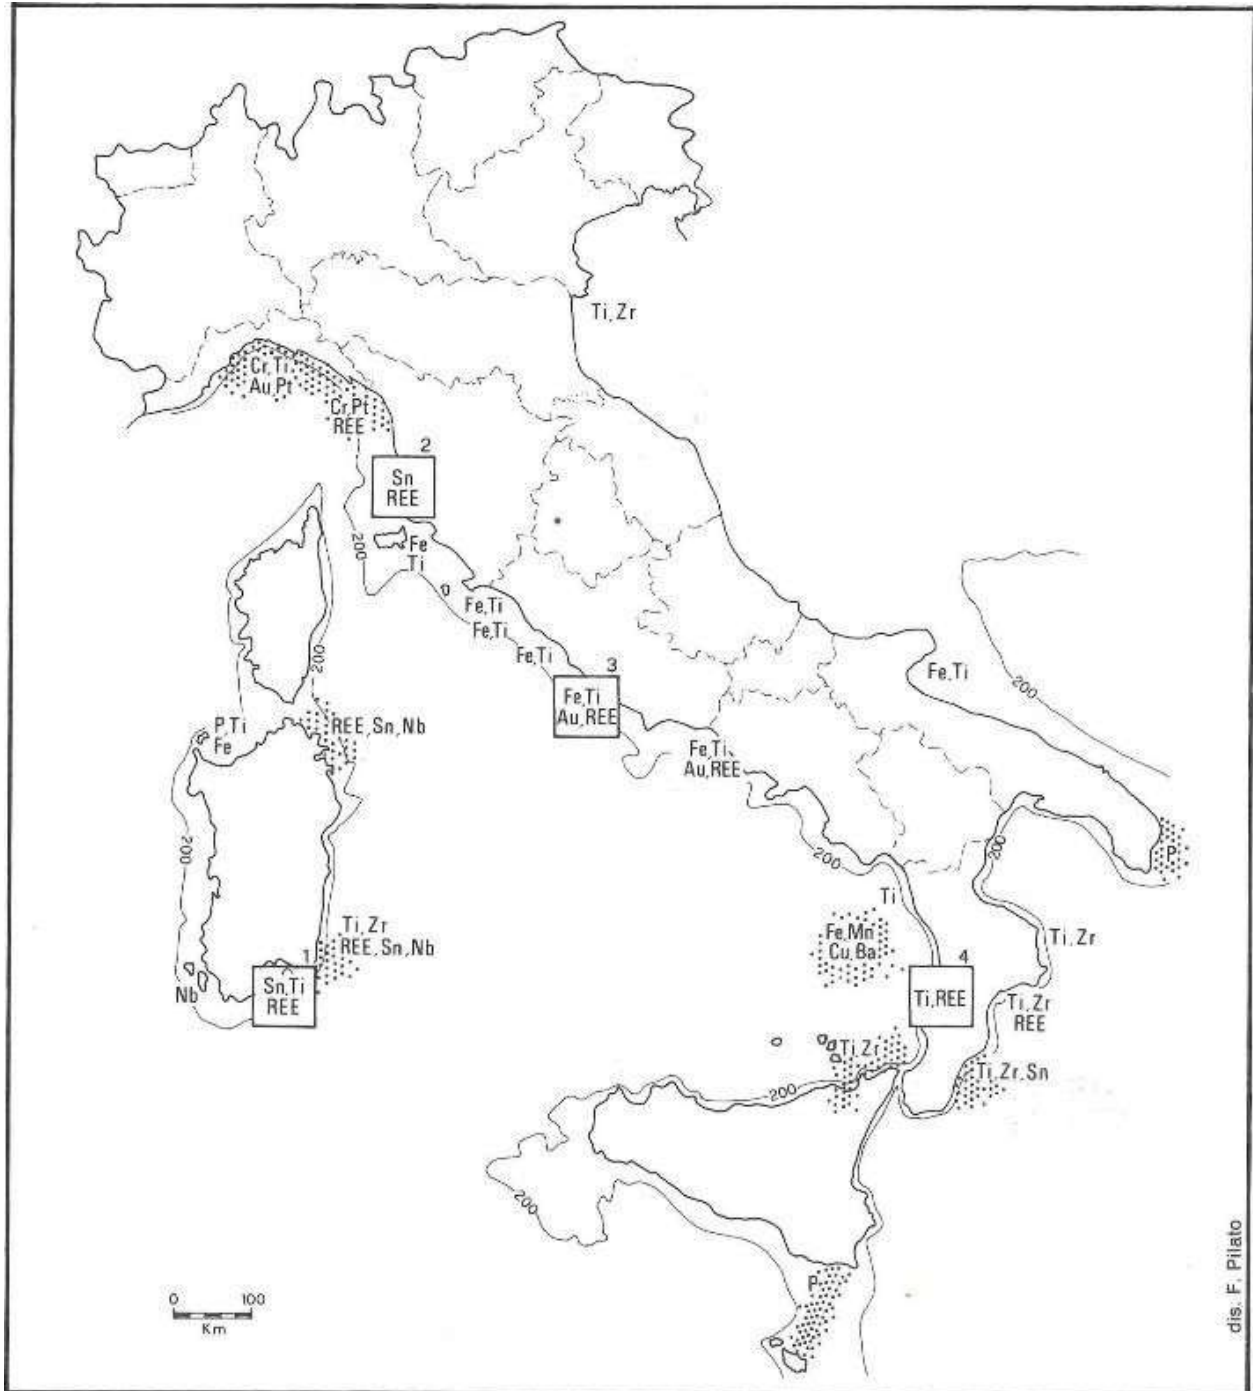 Ti,Zr
Cr,Ti
Au,Pt
Cr,Pt
REE
2
Sn
REE
200
Fe
Ti
Fe,Ti
Fe,Ti
Fe,Ti
3
Fe,Ti
Au,REE
Fe,Ti
Au,REE
Fe,Ti
200
200
P,Ti
Fe
REE,Sn,Nb
200
Ti,Zr
REE,Sn,Nb
1
Sn,Ti
REE
Nb
200
Ti
Fe,Mn
Cu,Ba
4
Ti,REE
200
P
Ti,Zr
Ti,Zr
REE
Ti,Zr,Sn
Ti,Zr
200
200
P
0 100
Km
dis. F. Pilato